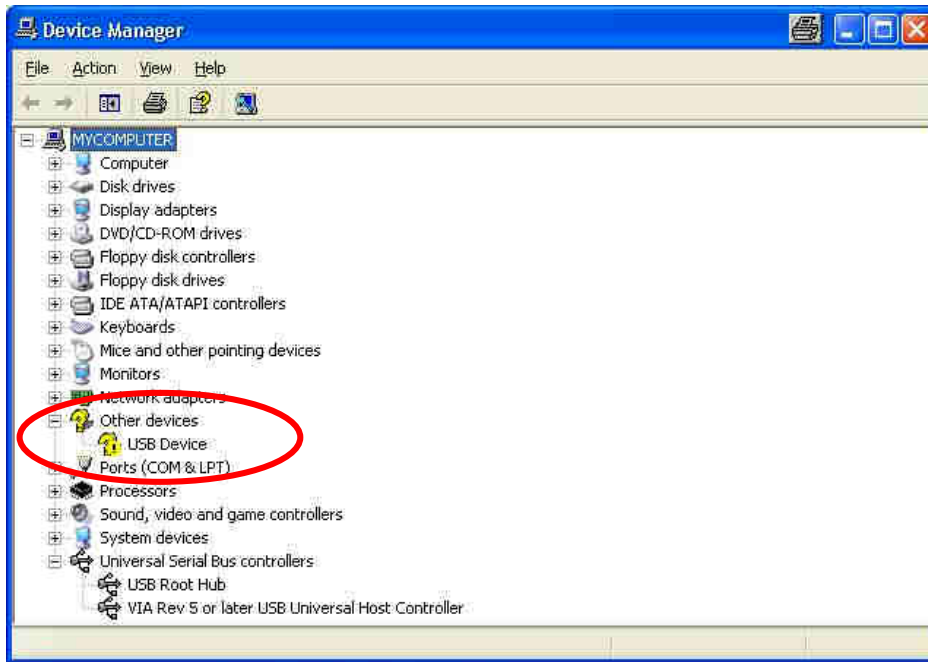 Device Manager
File Action View Help
MYCOMPUTER
Computer
Disk drives
Display adapters
DVD/CD-ROM drives
Floppy disk controllers
Floppy disk drives
IDE ATA/ATAPI controllers
Keyboards
Mice and other pointing devices
Monitors
Network adapters
Other devices
USB Device
Ports (COM & LPT)
Processors
Sound, video and game controllers
System devices
Universal Serial Bus controllers
USB Root Hub
VIA Rev 5 or later USB Universal Host Controller